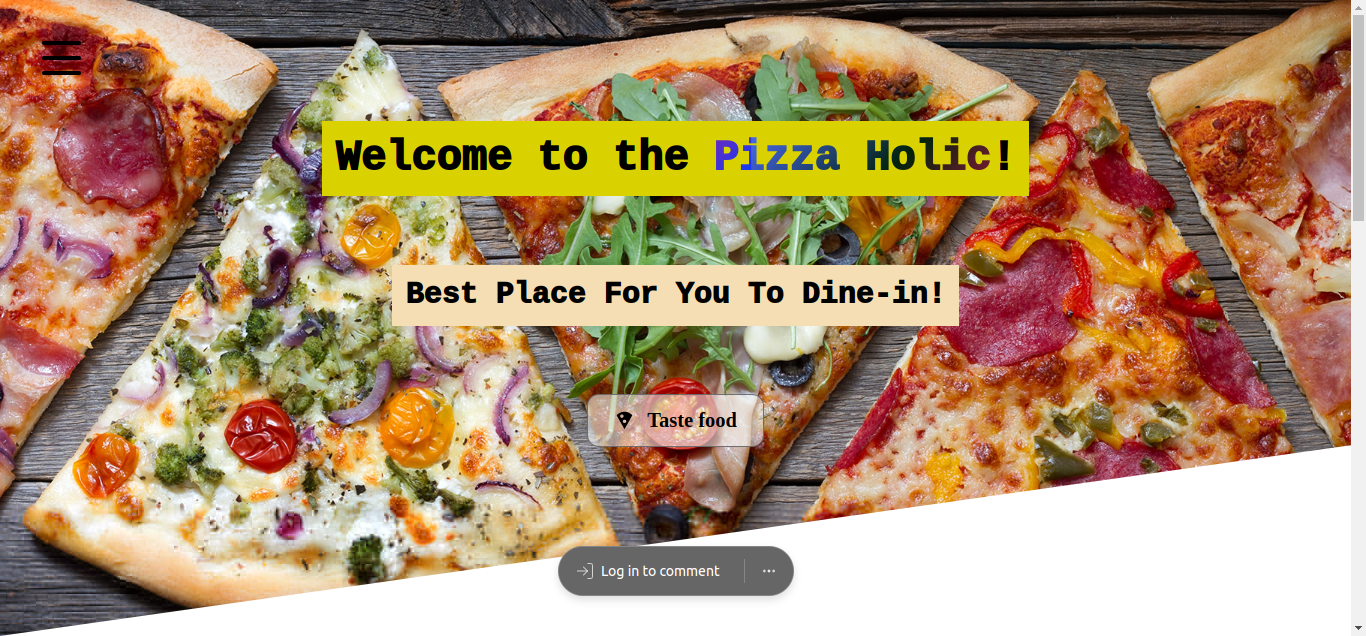 Welcome to the Pizza Holic!
Best Place For You To Dine-in!
Taste food
Log in to comment